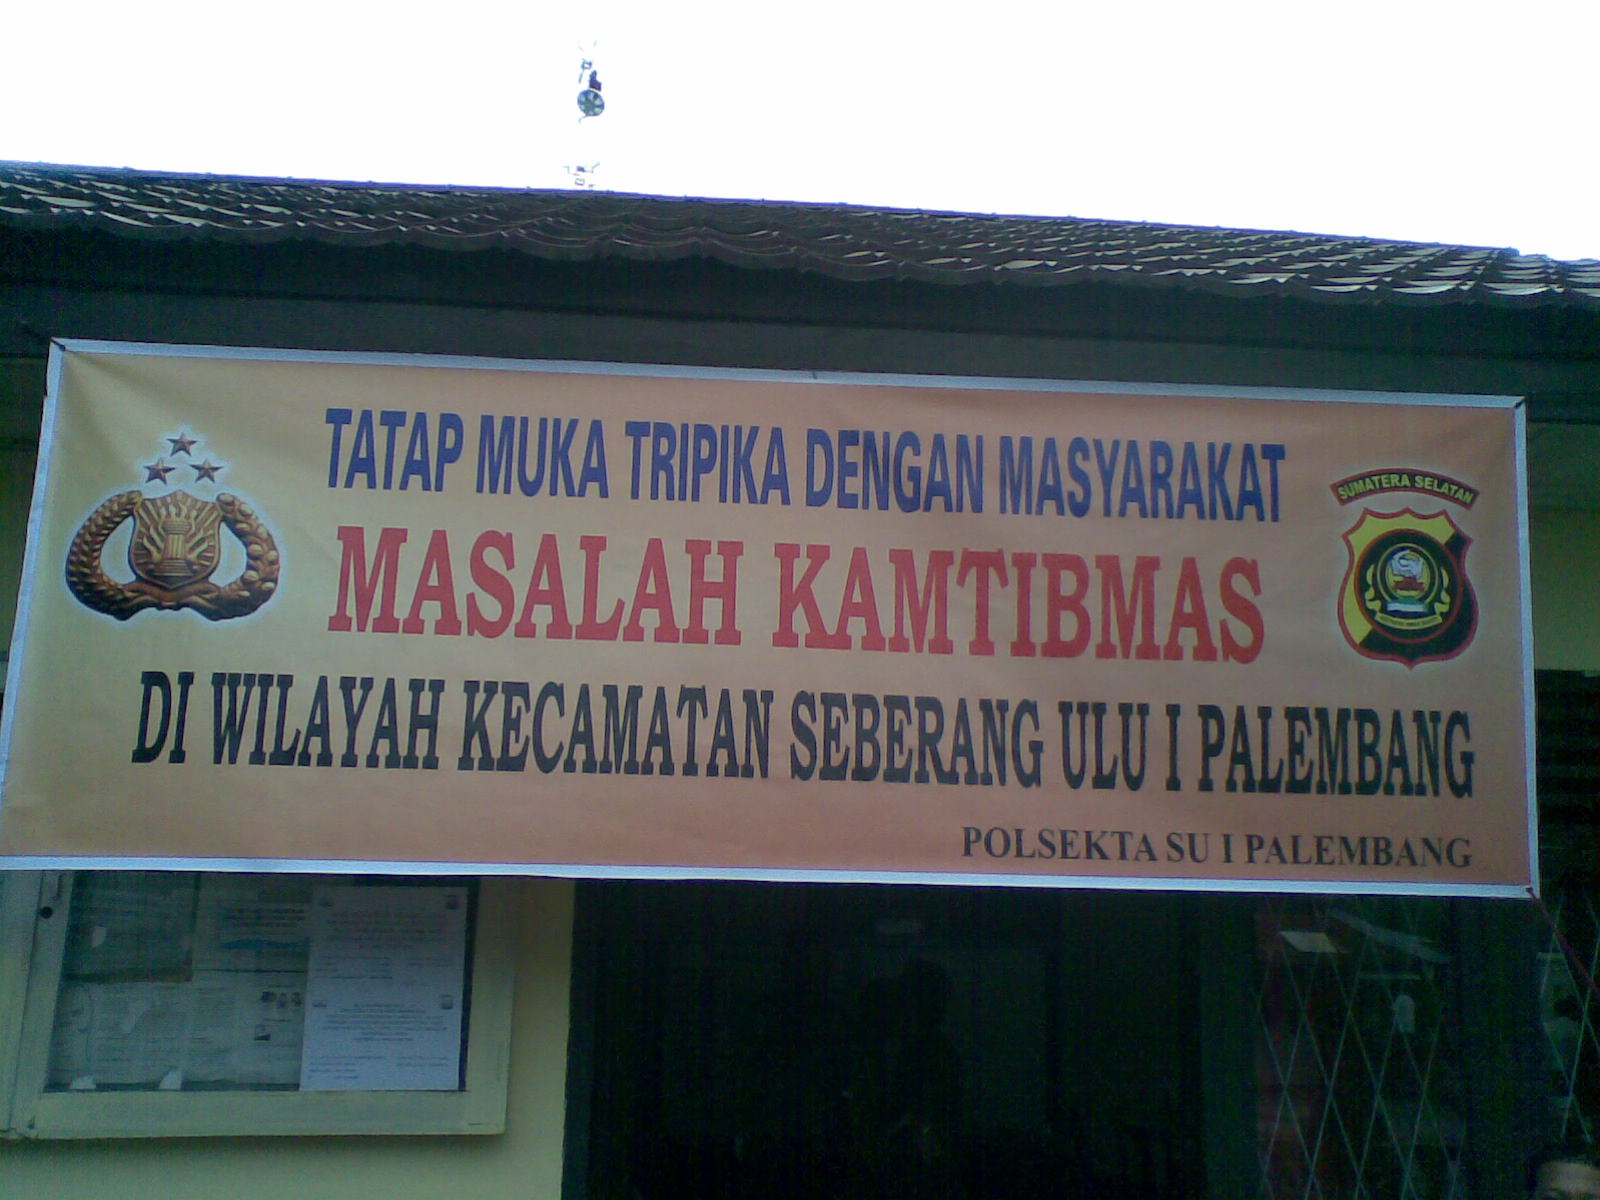 TATAP MUKA TRIPIKA DENGAN MASYARAKAT
MASALAH KAMTIBMAS
DI WILAYAH KECAMATAN SEBERANG ULU I PALEMBANG
POLSEKTA SU I PALEMBANG
SUMATERA SELATAN